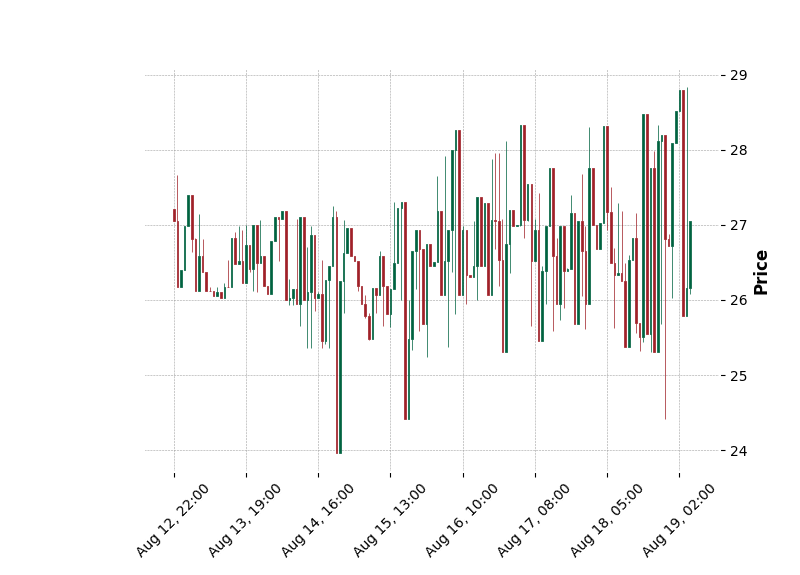 29
28
27
26
25
24
Price
Aug 12, 22:00
Aug 13, 19:00
Aug 14, 16:00
Aug 15, 13:00
Aug 16, 10:00
Aug 17, 08:00
Aug 18, 05:00
Aug 19, 02:00